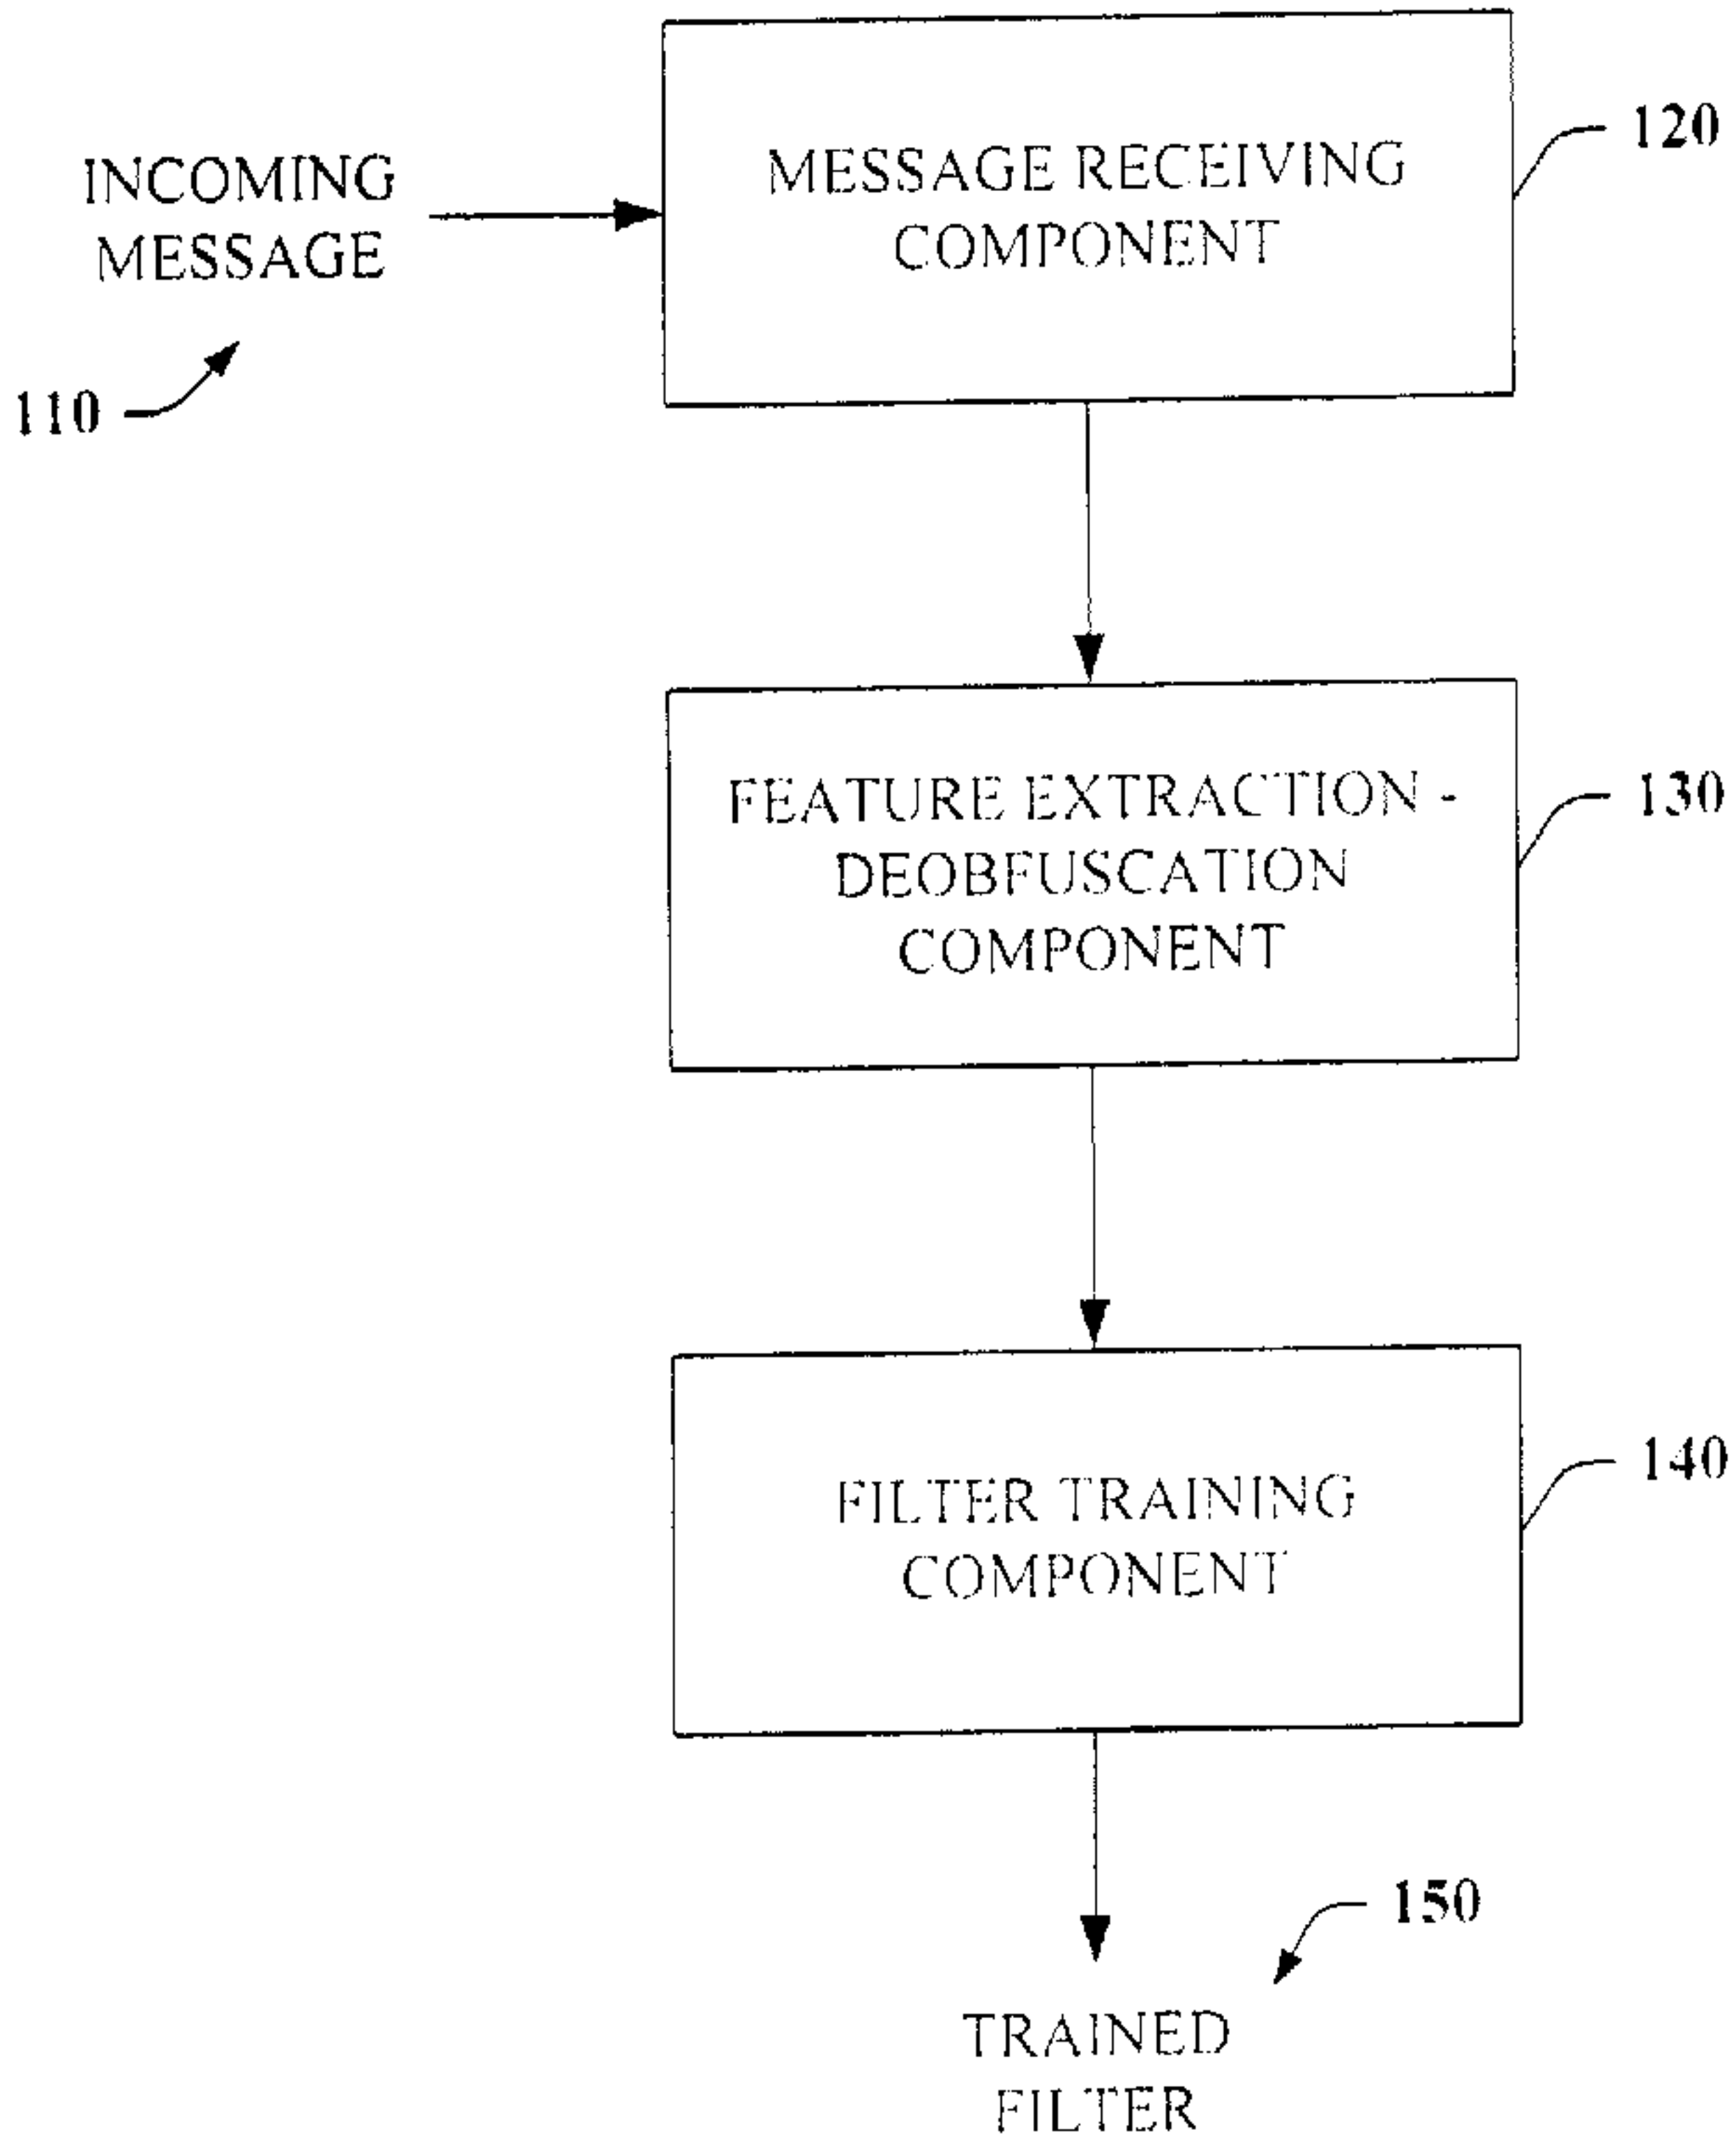 INCOMING
MESSAGE
110
MESSAGE RECEIVING
COMPONENT
120
FEATURE EXTRACTION -
DEOBFUSCATION
COMPONENT
130
FILTER TRAINING
COMPONENT
140
150
TRAINED
FILTER